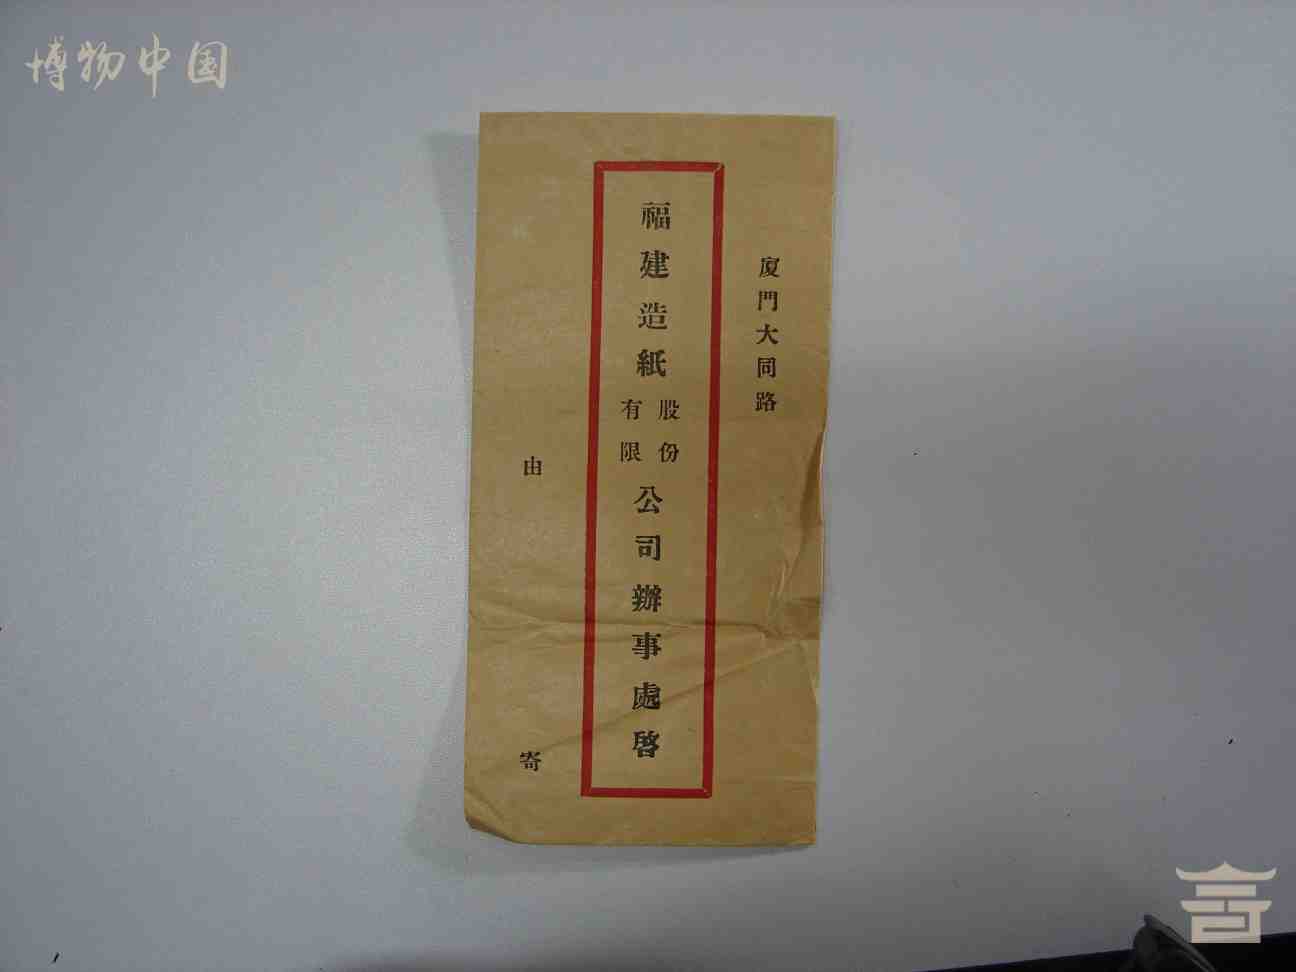 博物中国
廈門大同路
福建造紙股份有限公司辦事處啓
由 寄